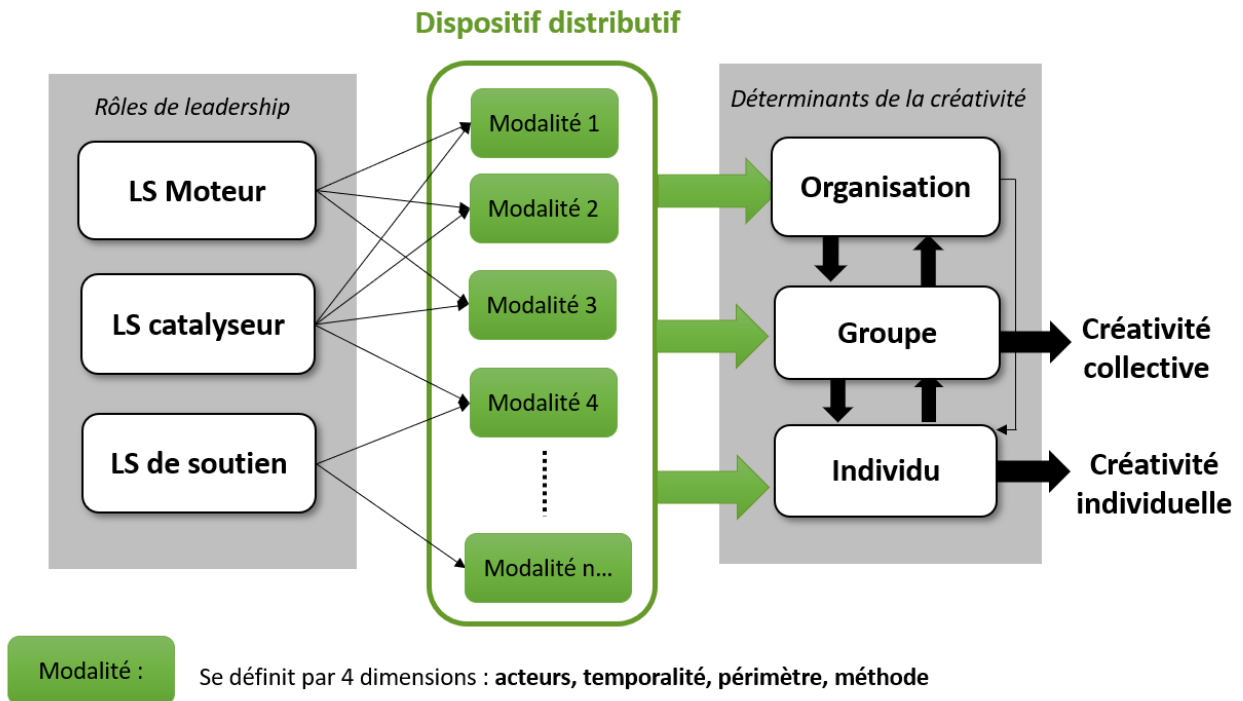 Dispositif distributif
Rôles de leadership
LS Moteur
LS catalyseur
LS de soutien
Modalité 1
Modalité 2
Modalité 3
Modalité 4
Modalité n...
Déterminants de la créativité
Organisation
Groupe
Individu
Créativité
collective
Créativité
individuelle
Modalité :
Se définit par 4 dimensions : acteurs, temporalité, périmètre, méthode